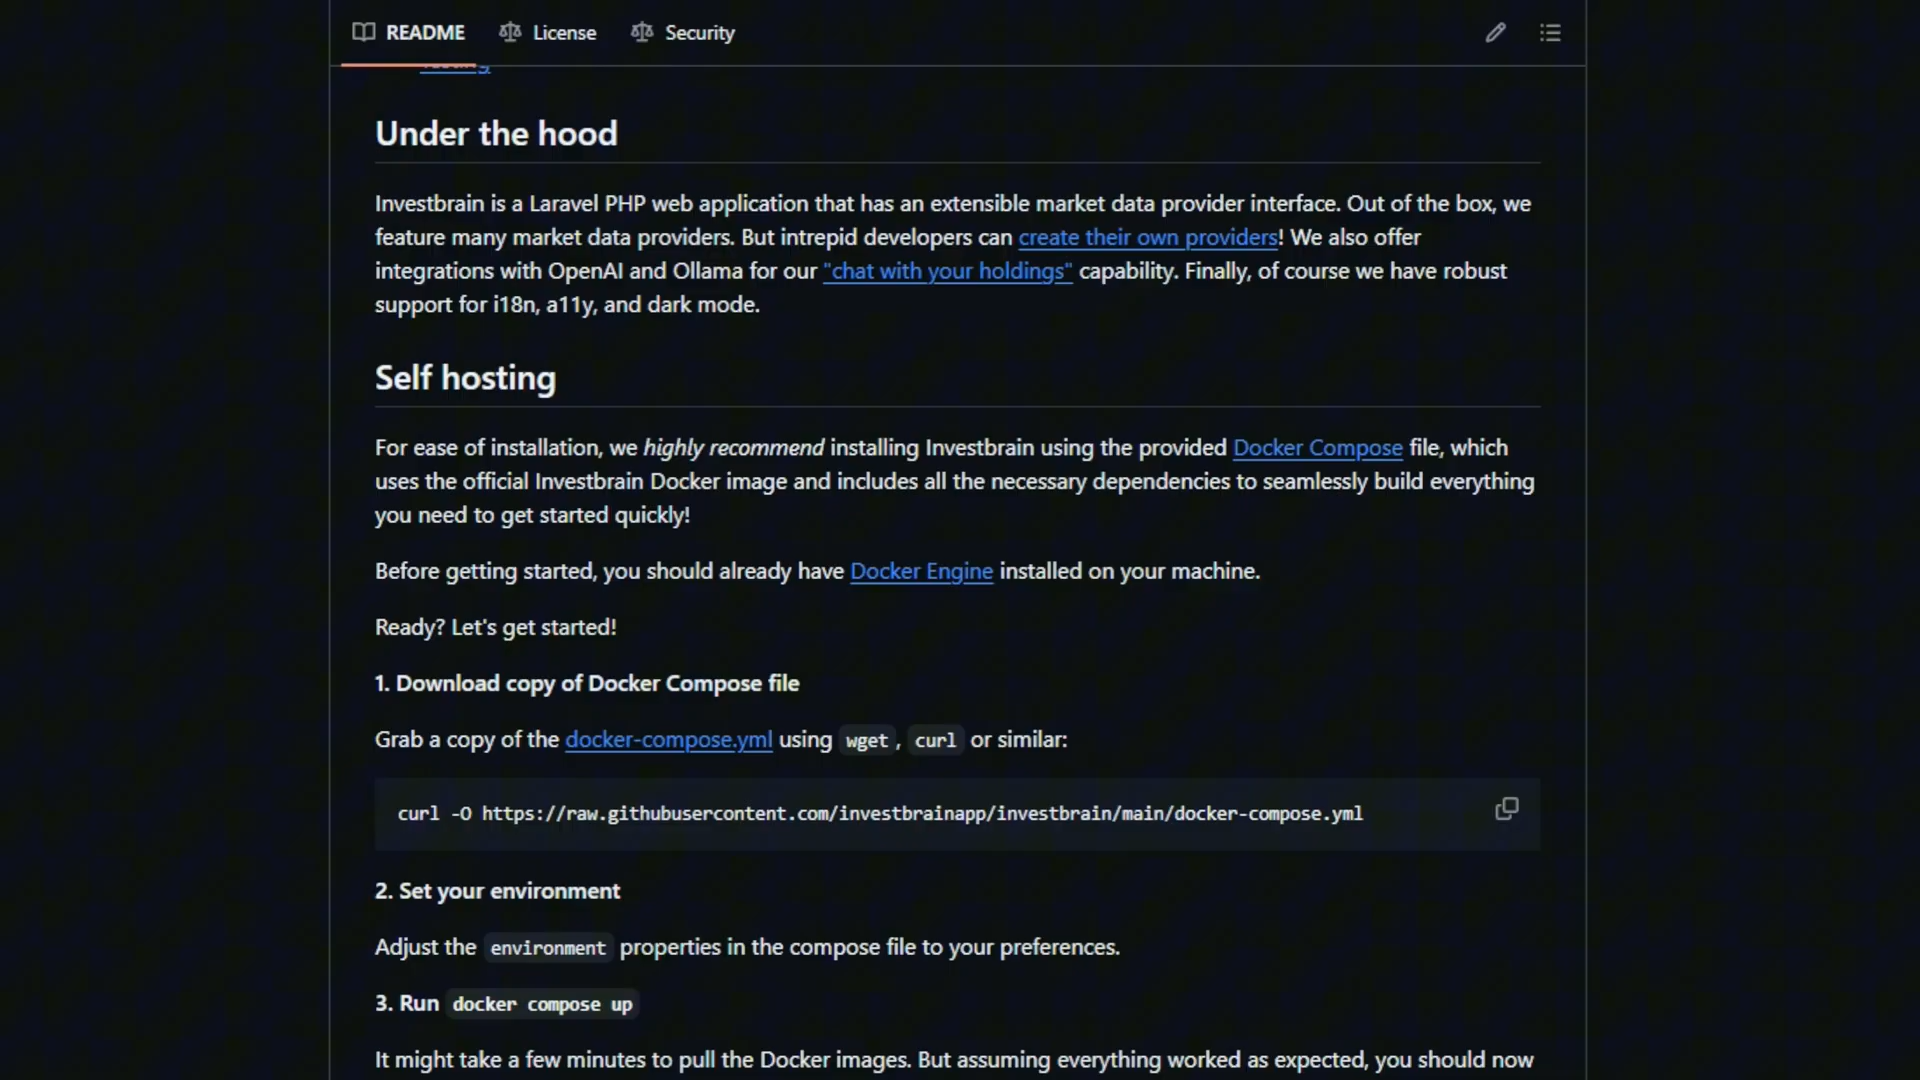 README License Security
Under the hood
Investbrain is a Laravel PHP web application that has an extensible market data provider interface. Out of the box, we
feature many market data providers. But intrepid developers can create their own providers! We also offer
integrations with OpenAI and Ollama for our "chat with your holdings" capability. Finally, of course we have robust
support for i18n, a11y, and dark mode.
Self hosting
For ease of installation, we highly recommend installing Investbrain using the provided Docker Compose file, which
uses the official Investbrain Docker image and includes all the necessary dependencies to seamlessly build everything
you need to get started quickly!
Before getting started, you should already have Docker Engine installed on your machine.
Ready? Let's get started!
1. Download copy of Docker Compose file
Grab a copy of the docker-compose.yml using wget, curl or similar:
curl -O https://raw.githubusercontent.com/investbrainapp/investbrain/main/docker-compose.yml
2. Set your environment
Adjust the environment properties in the compose file to your preferences.
3. Run docker compose up
It might take a few minutes to pull the Docker images. But assuming everything worked as expected, you should now